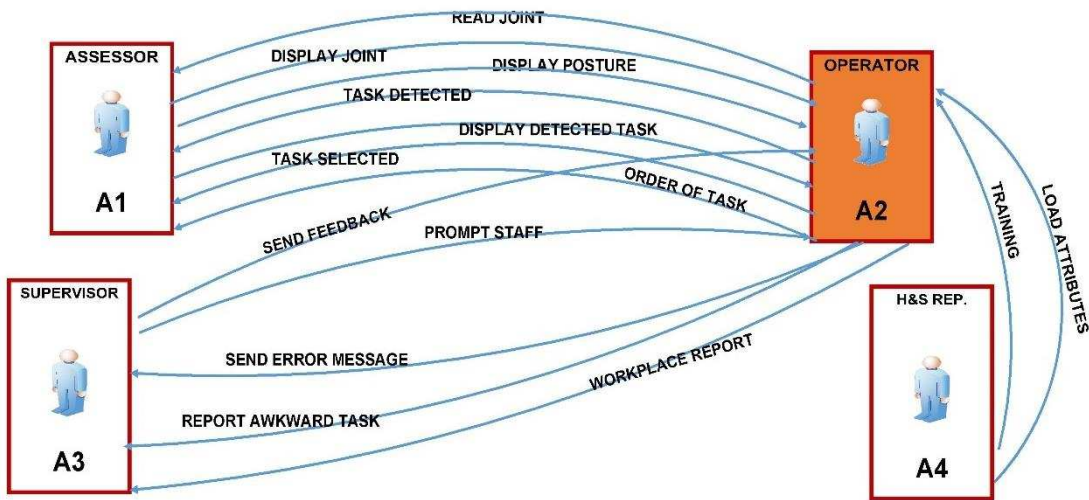 READ JOINT
ASSESSOR
DISPLAY JOINT
DISPLAY POSTURE
OPERATOR
TASK DETECTED
DISPLAY DETECTED TASK
TASK SELECTED
ORDER OF TASK
A1
A2
SEND FEEDBACK
PROMPT STAFF
TRAINING
LOAD ATTRIBUTES
SUPERVISOR
H&S REP.
SEND ERROR MESSAGE
WORKPLACE REPORT
REPORT AWKWARD TASK
A3
A4